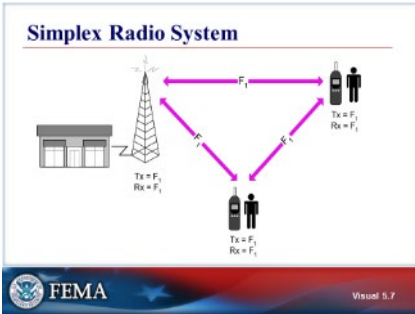 Simplex Radio System
F₁
Tx = F₁
Rx = F₁
F₁
F₁
Tx = F₁
Rx = F₁
Tx = F₁
Rx = F₁
FEMA
Visual 5.7